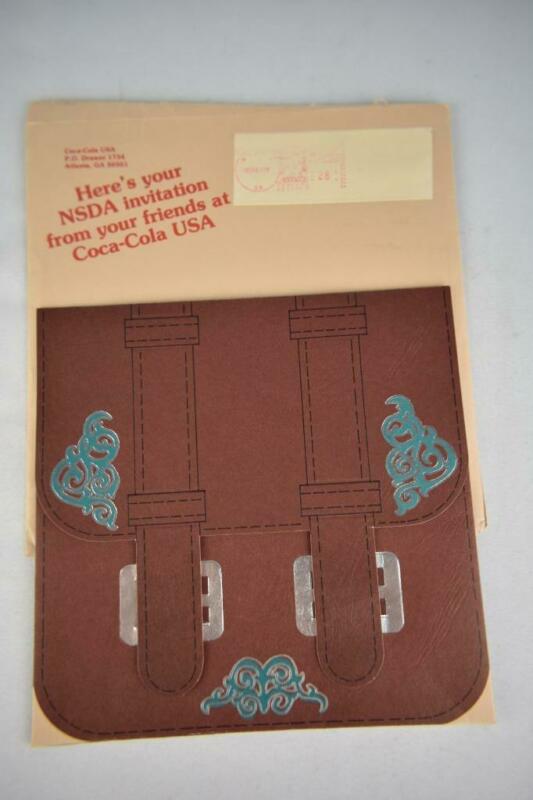 Coca-Cola USA
P.O. Drawer 1734
Atlanta, GA 30301
Here's your
NSDA invitation
from your friends at
Coca-Cola USA